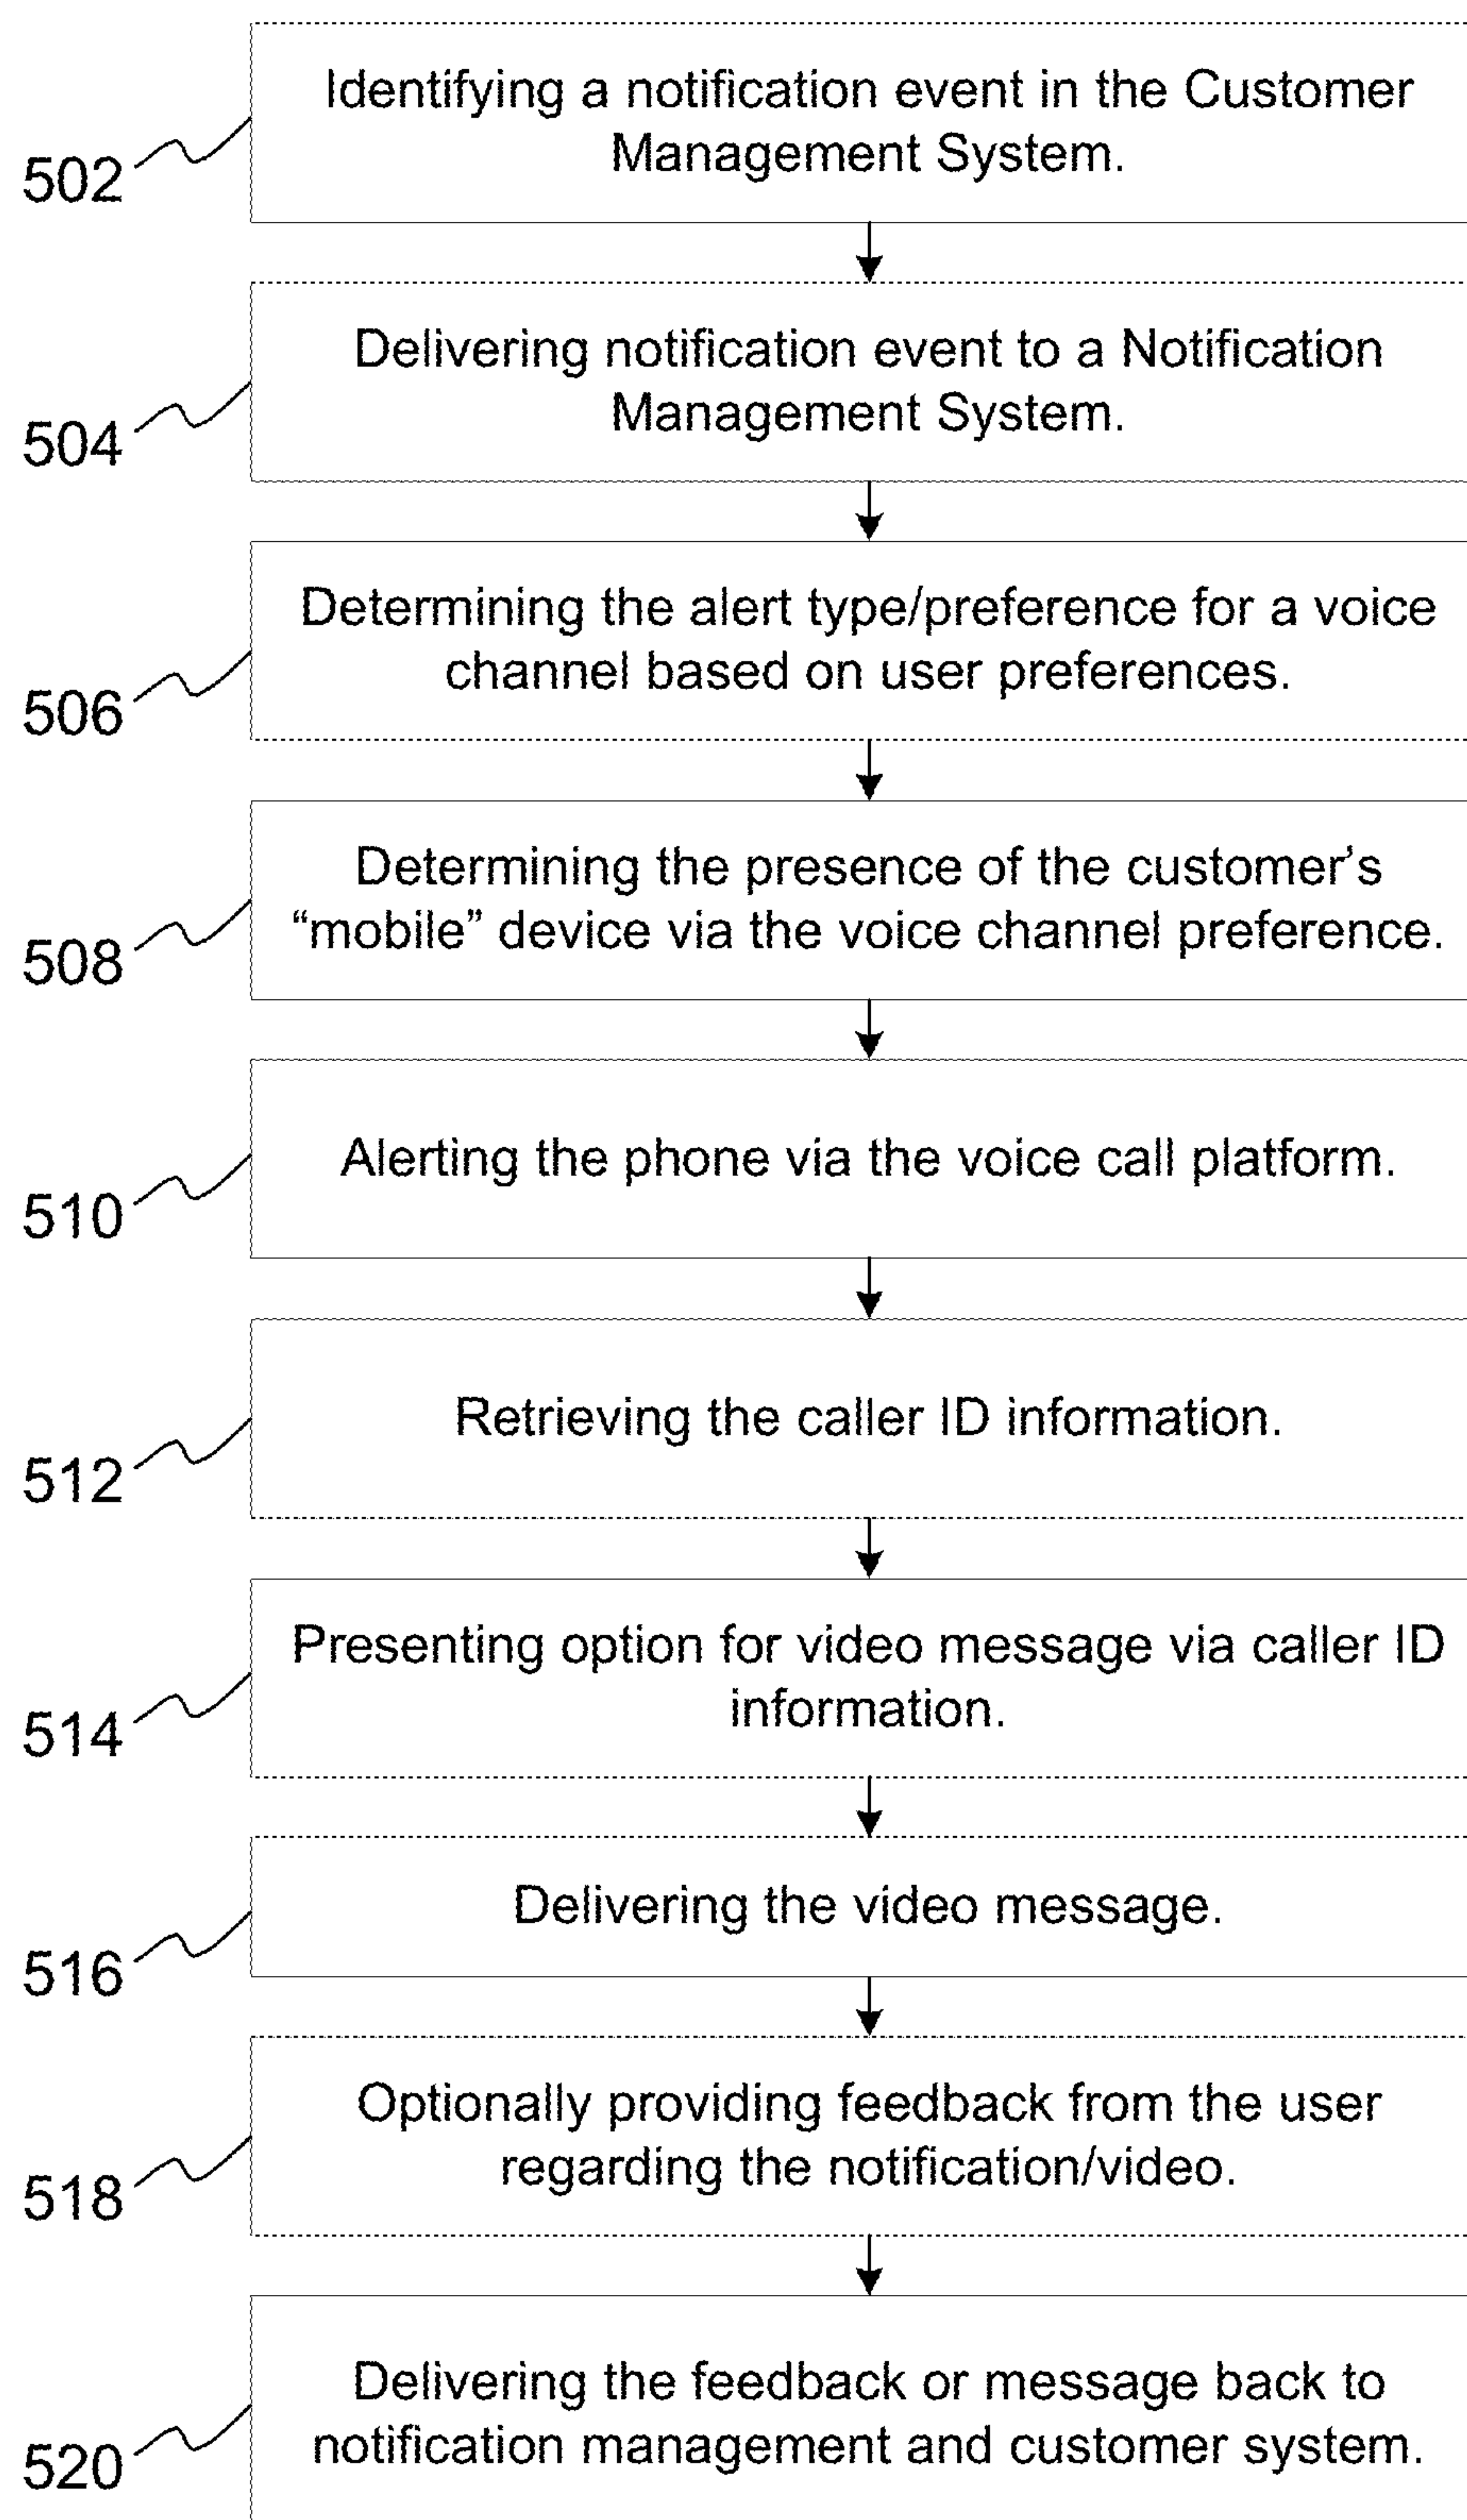 Identifying a notification event in the Customer
Management System.
502
Delivering notification event to a Notification
Management System.
504
Determining the alert type/preference for a voice
channel based on user preferences.
506
Determining the presence of the customer’s
“mobile” device via the voice channel preference.
508
Alerting the phone via the voice call platform.
510
Retrieving the caller ID information.
512
Presenting option for video message via caller ID
information.
514
Delivering the video message.
516
Optionally providing feedback from the user
regarding the notification/video.
518
Delivering the feedback or message back to
notification management and customer system.
520